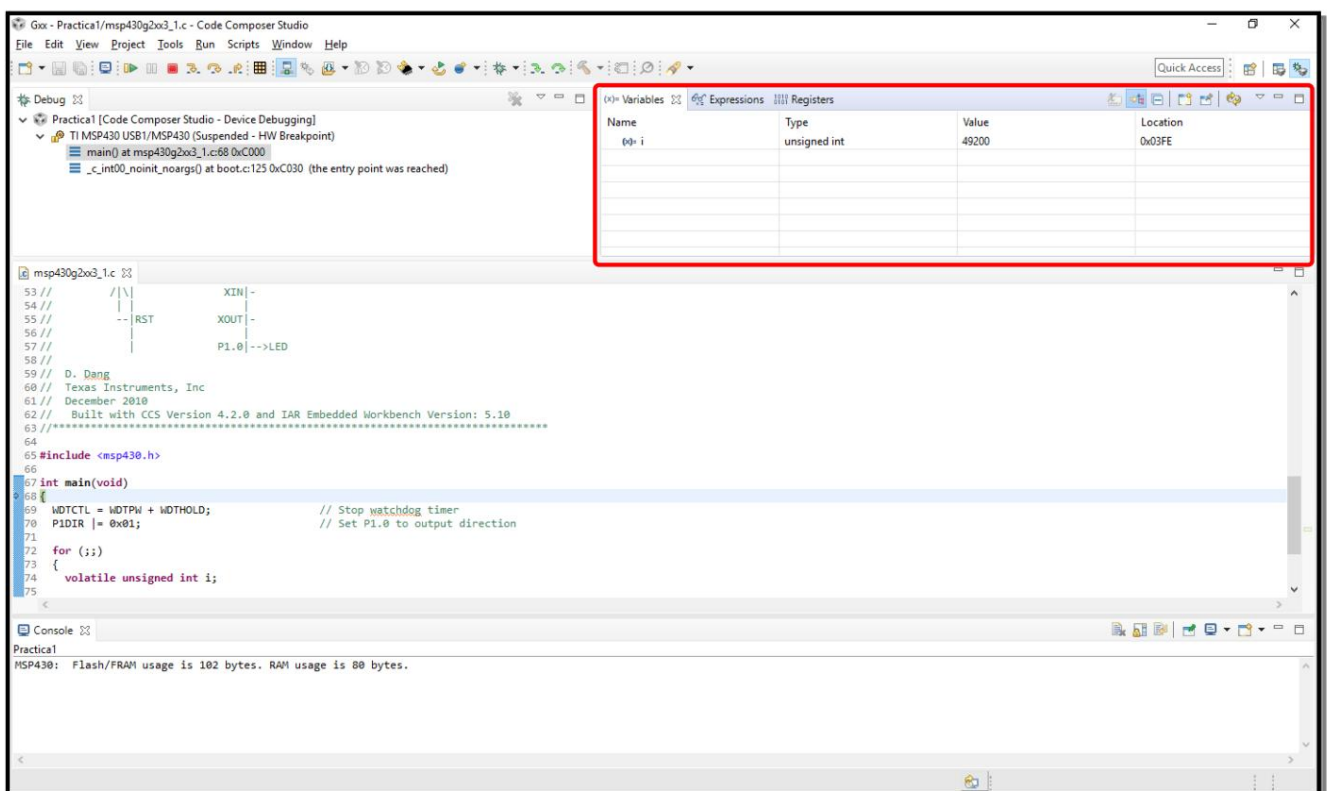 Gxx - Practica1/msp430g2xx3_1.c - Code Composer Studio
File Edit View Project Tools Run Scripts Window Help
Quick Access
Debug
Practica1 [Code Composer Studio - Device Debugging]
TI MSP430 USB1/MSP430 (Suspended - HW Breakpoint)
main() at msp430g2xx3_1.c:68 0xC000
_c_int00_noinit_noargs() at boot.c:125 0xC030 (the entry point was reached)
(x)= Variables Expressions Registers
Name Type Value Location
(x)= i unsigned int 49200 0x03FE
msp430g2xx3_1.c
53 // /|\| XIN|-
54 // | | |
55 // --|RST XOUT|-
56 // | |
57 // | P1.0|-->LED
58 //
59 // D. Dang
60 // Texas Instruments, Inc
61 // December 2010
62 // Built with CCS Version 4.2.0 and IAR Embedded Workbench Version: 5.10
63 //******************************************************************************
64
65 #include <msp430.h>
66
67 int main(void)
68 {
69 WDTCTL = WDTPW + WDTHOLD; // Stop watchdog timer
70 P1DIR |= 0x01; // Set P1.0 to output direction
71
72 for (;;)
73 {
74 volatile unsigned int i;
75
Console
Practica1
MSP430: Flash/FRAM usage is 102 bytes. RAM usage is 80 bytes.